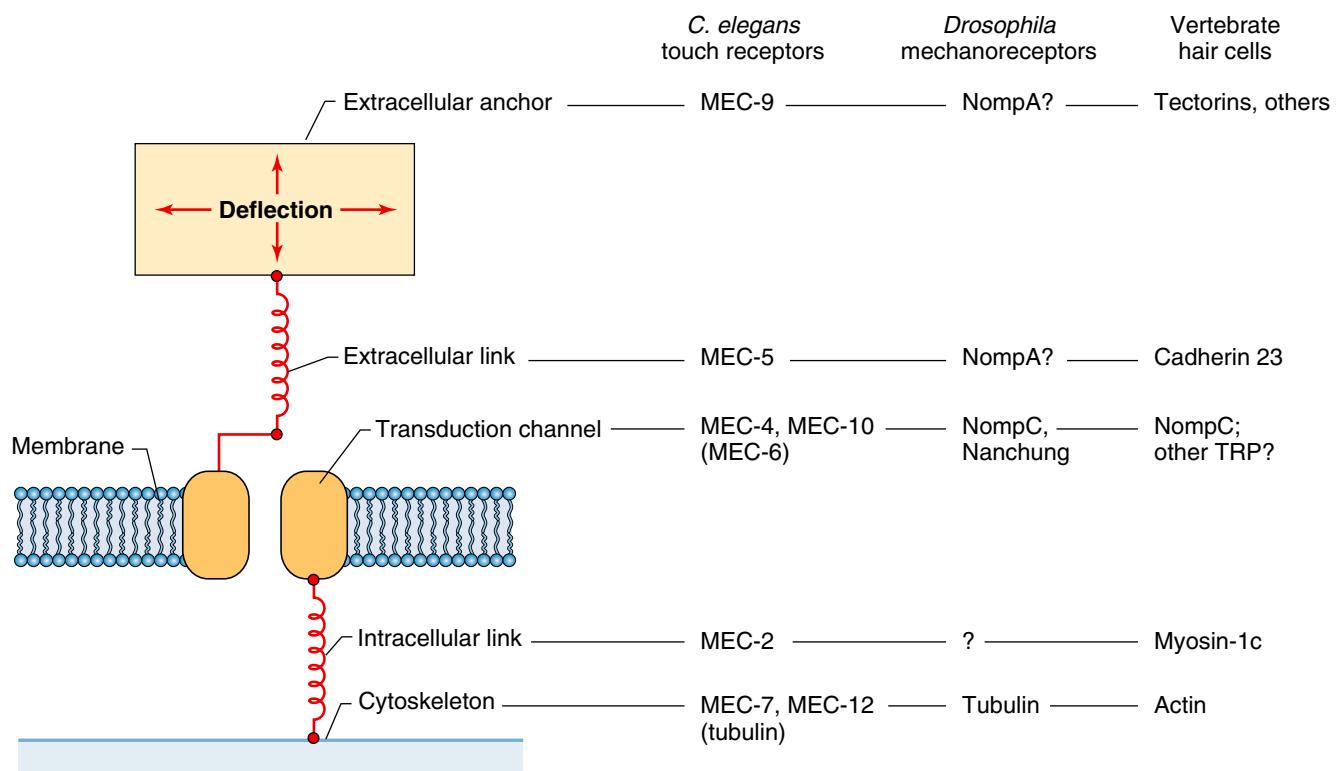 C. elegans
touch receptors
Drosophila
mechanoreceptors
Vertebrate
hair cells
Extracellular anchor
MEC-9
NompA?
Tectorins, others
Deflection
Extracellular link
MEC-5
NompA?
Cadherin 23
Transduction channel
MEC-4, MEC-10
(MEC-6)
NompC,
Nanchung
NompC;
other TRP?
Membrane
Intracellular link
MEC-2
?
Myosin-1c
Cytoskeleton
MEC-7, MEC-12
(tubulin)
Tubulin
Actin